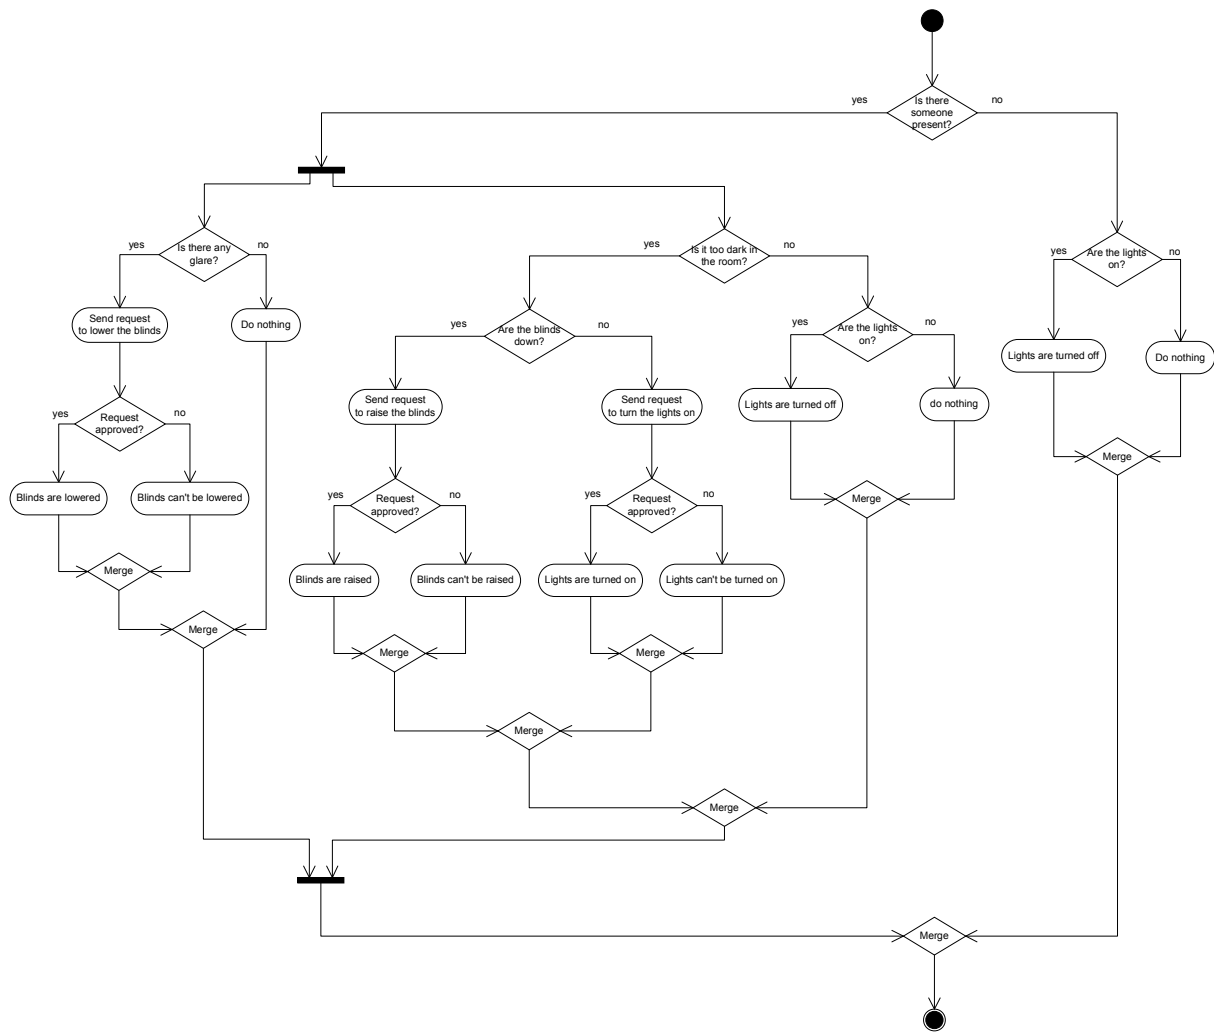 Is there
someone
present?
yes
no
Is there any
glare?
yes
no
Is it too dark in
the room?
yes
no
Are the lights
on?
yes
no
Send request
to lower the blinds
Do nothing
Are the blinds
down?
yes
no
Are the lights
on?
yes
no
Lights are turned off
Do nothing
Send request
to raise the blinds
Send request
to turn the lights on
Lights are turned off
do nothing
Request
approved?
yes
no
Merge
Blinds are lowered
Blinds can't be lowered
Request
approved?
yes
no
Request
approved?
yes
no
Merge
Merge
Blinds are raised
Blinds can't be raised
Lights are turned on
Lights can't be turned on
Merge
Merge
Merge
Merge
Merge
Merge